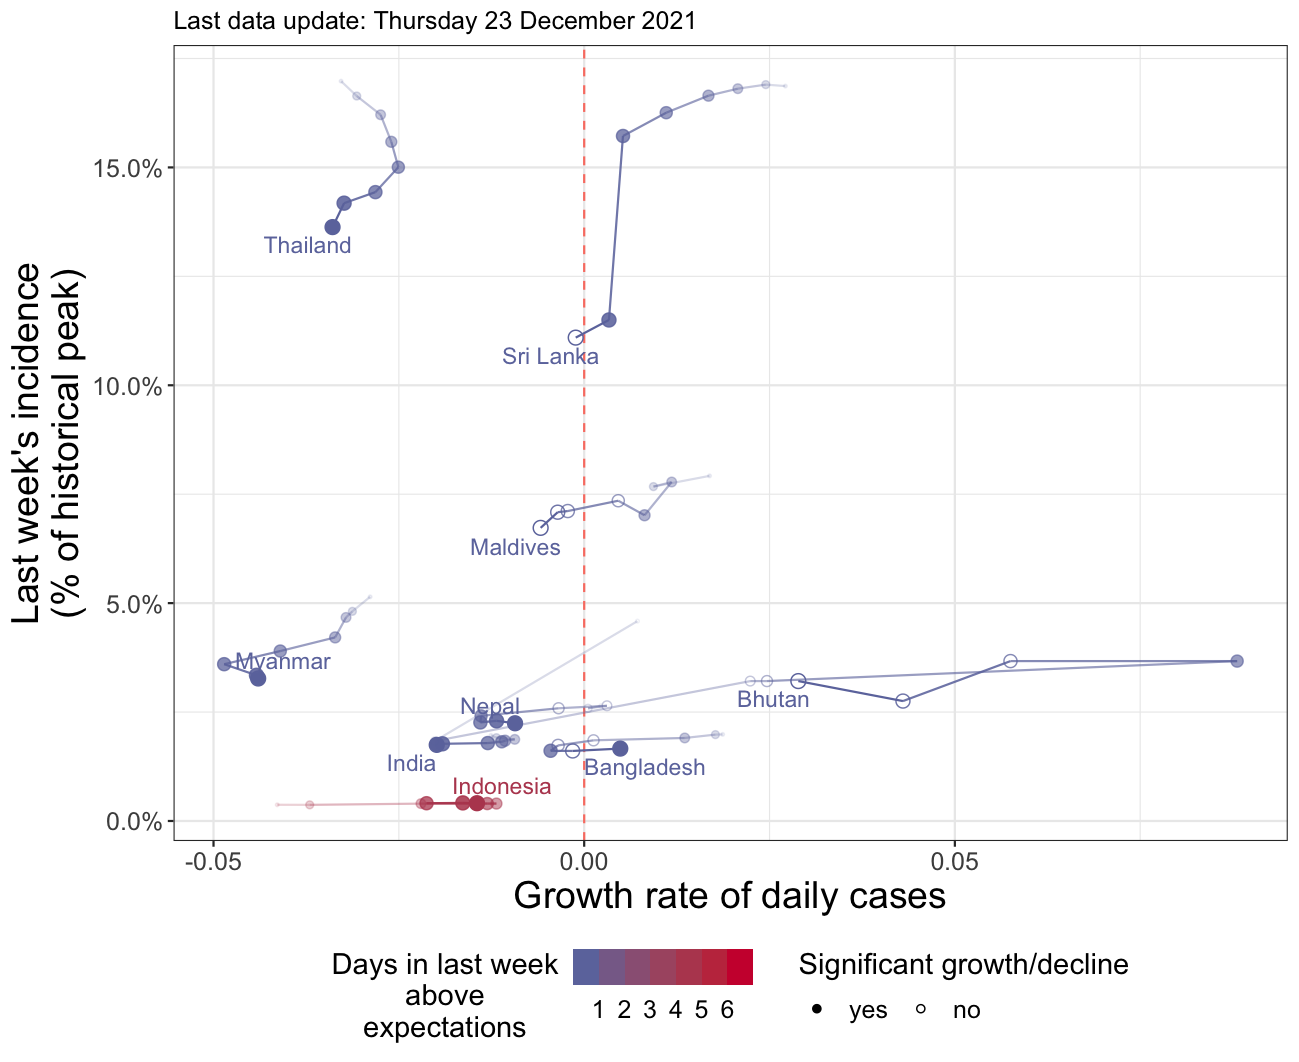 Last data update: Thursday 23 December 2021
Last week's incidence
(% of historical peak)
15.0%
10.0%
5.0%
0.0%
Thailand
Sri Lanka
Maldives
Myanmar
Nepal
Bhutan
India
Bangladesh
Indonesia
-0.05
0.00
0.05
Growth rate of daily cases
Days in last week
above
expectations
1 2 3 4 5 6
Significant growth/decline
yes no